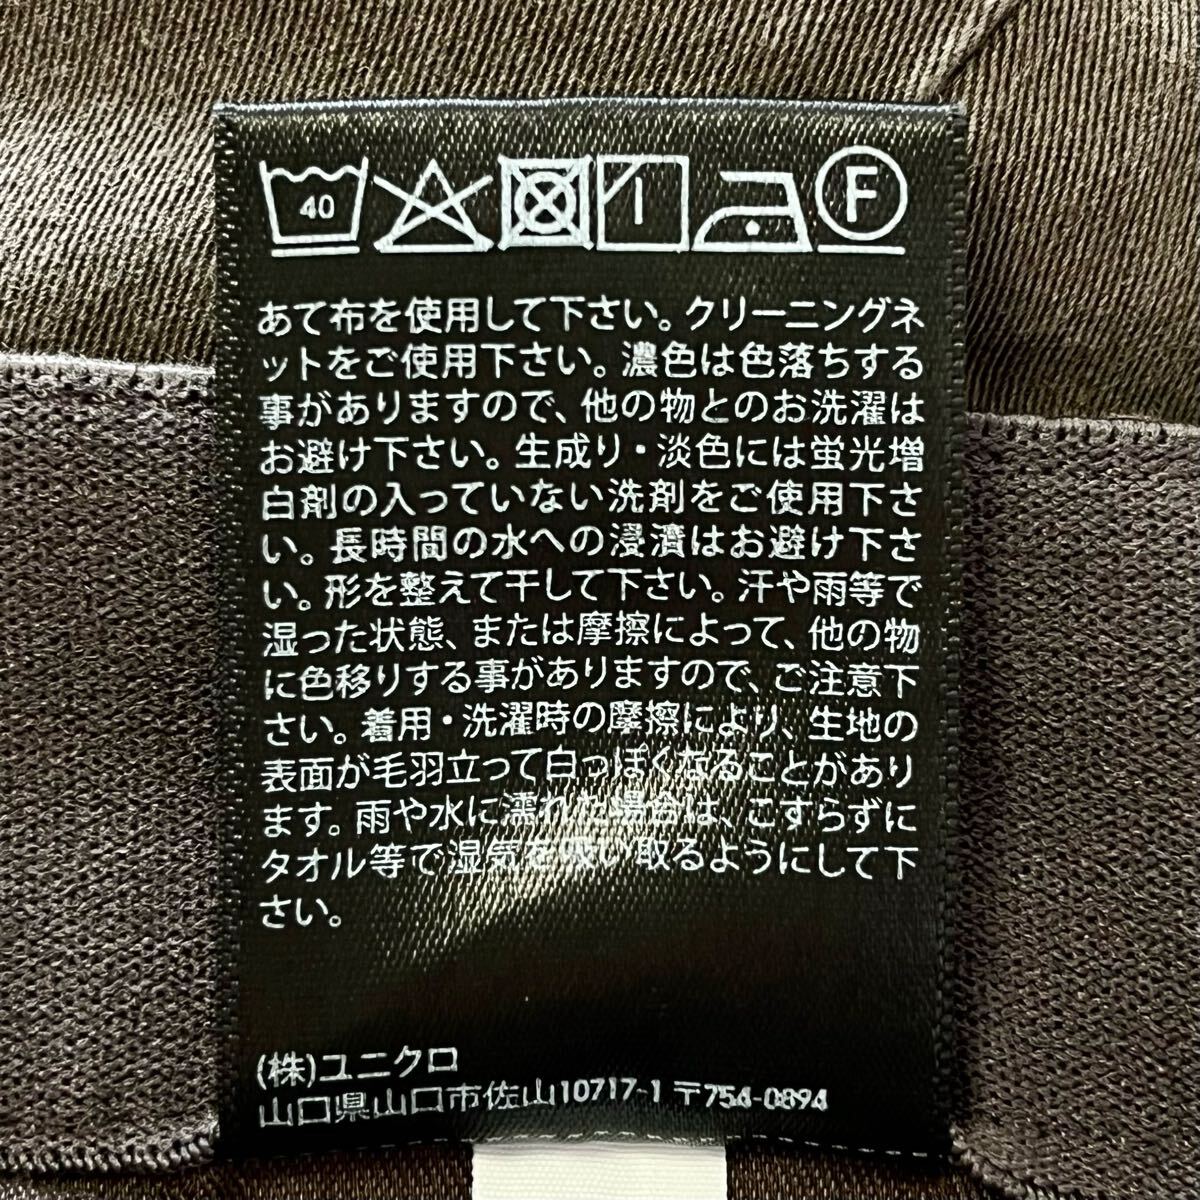 40 F
あて布を使用して下さい。クリーニングネ
ットをご使用下さい。濃色は色落ちする
事がありますので、他の物とのお洗濯は
お避け下さい。生成り・淡色には蛍光増
白剤の入っていない洗剤をご使用下さ
い。長時間の水への浸漬はお避け下さ
い。形を整えて干して下さい。汗や雨等で
湿った状態、または摩擦によって、他の物
に色移りする事がありますので、ご注意下
さい。着用・洗濯時の摩擦により、生地の
表面が毛羽立って白っぽくなることがあり
ます。雨や水に濡れた場合は、こすらずに
タオル等で湿気を吸い取るようにして下
さい。
(株)ユニクロ
山口県山口市佐山10717-1 〒754-0894